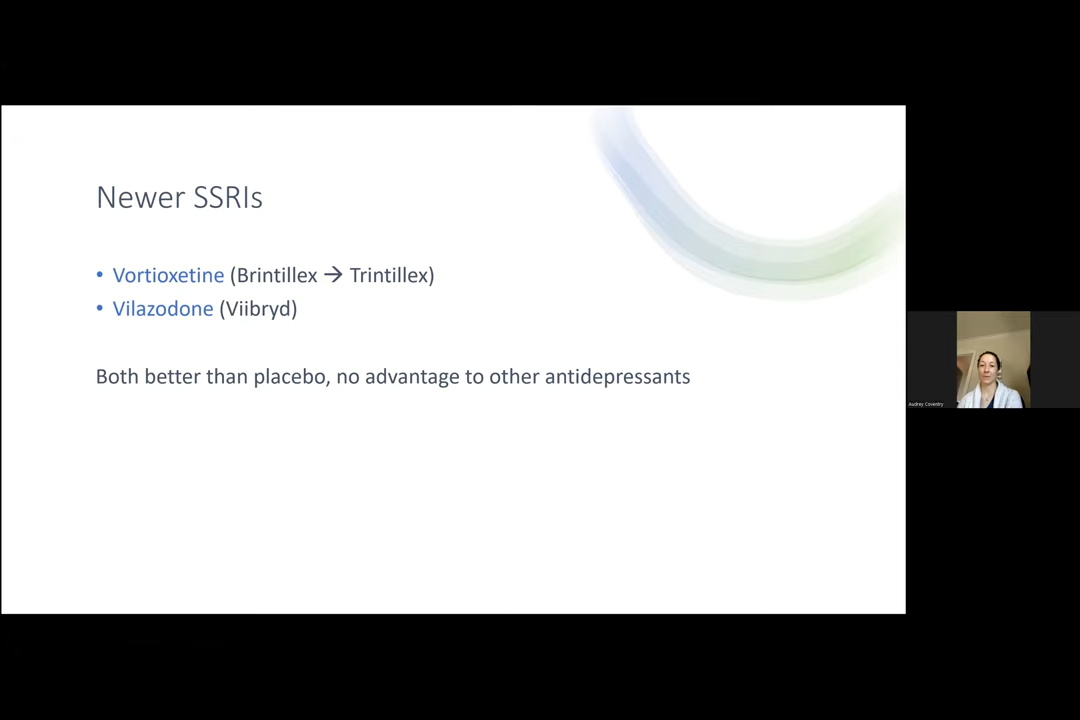 Newer SSRIs
• Vortioxetine (Brintillex → Trintillex)
• Vilazodone (Viibryd)
Both better than placebo, no advantage to other antidepressants
Audrey Coventry